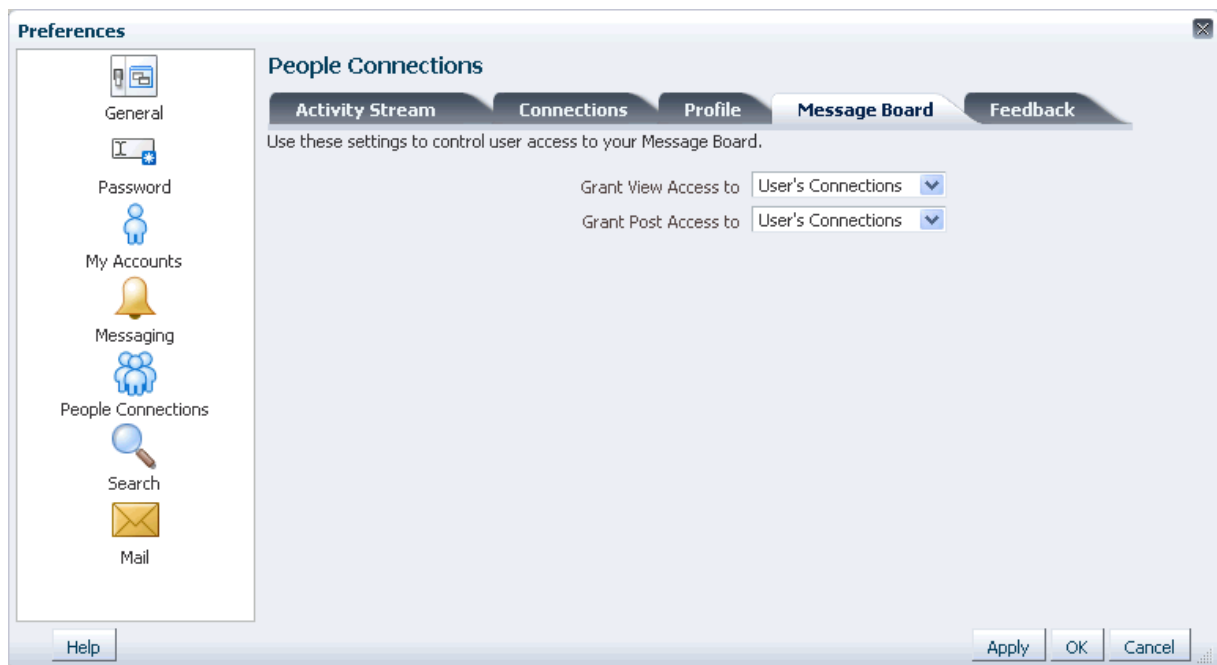 Preferences
General
Password
My Accounts
Messaging
People Connections
Search
Mail
People Connections
Activity Stream
Connections
Profile
Message Board
Feedback
Use these settings to control user access to your Message Board.
Grant View Access to User's Connections
Grant Post Access to User's Connections
Help
Apply
OK
Cancel